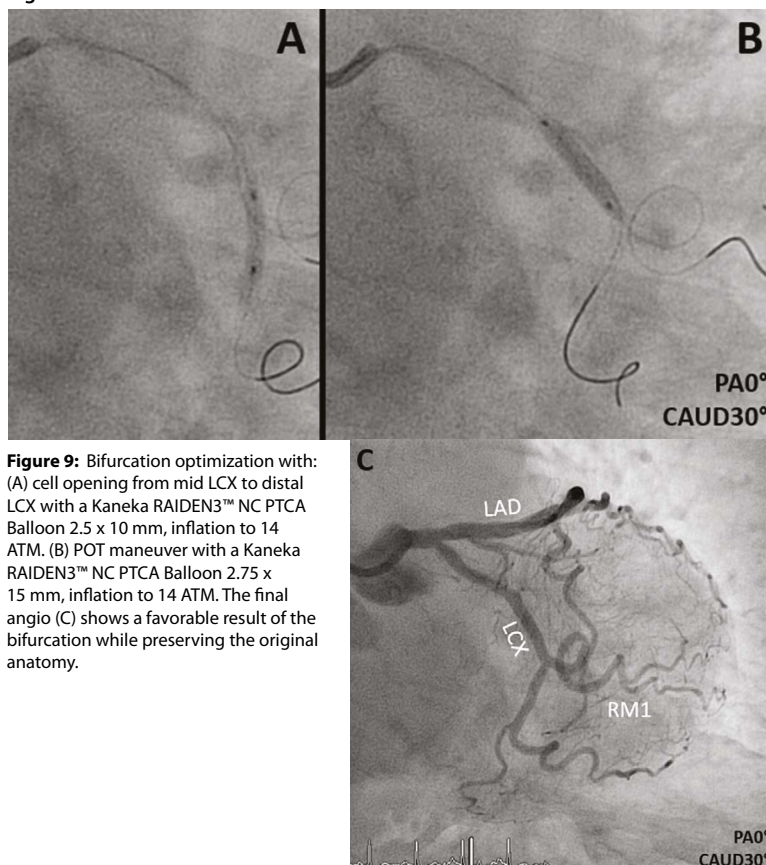 A
B
PA0°
CAUD30°
Figure 9: Bifurcation optimization with:
(A) cell opening from mid LCX to distal
LCX with a Kaneka RAIDEN3™ NC PTCA
Balloon 2.5 x 10 mm, inflation to 14
ATM. (B) POT maneuver with a Kaneka
RAIDEN3™ NC PTCA Balloon 2.75 x
15 mm, inflation to 14 ATM. The final
angio (C) shows a favorable result of the
bifurcation while preserving the original
anatomy.
C
LAD
LCX
RM1
PA0°
CAUD30°